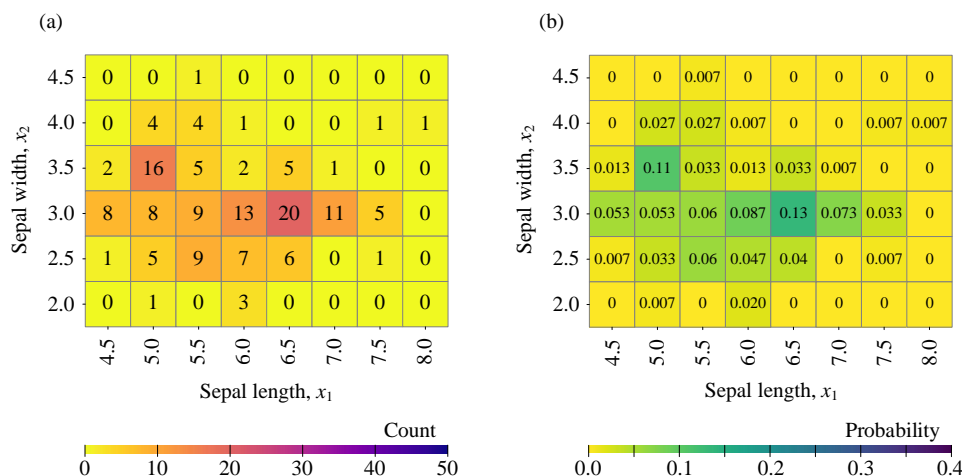 (a)
4.5 0 0 1 0 0 0 0 0
4.0 0 4 4 1 0 0 1 1
3.5 2 16 5 2 5 1 0 0
3.0 8 8 9 13 20 11 5 0
2.5 1 5 9 7 6 0 1 0
2.0 0 1 0 3 0 0 0 0
Sepal width, x2
4.5 5.0 5.5 6.0 6.5 7.0 7.5 8.0
Sepal length, x1
Count
0 10 20 30 40 50
(b)
4.5 0 0 0.007 0 0 0 0 0
4.0 0 0.027 0.027 0.007 0 0 0.007 0.007
3.5 0.013 0.11 0.033 0.013 0.033 0.007 0 0
3.0 0.053 0.053 0.06 0.087 0.13 0.073 0.033 0
2.5 0.007 0.033 0.06 0.047 0.04 0 0.007 0
2.0 0 0.007 0 0.020 0 0 0 0
Sepal width, x2
4.5 5.0 5.5 6.0 6.5 7.0 7.5 8.0
Sepal length, x1
Probability
0.0 0.1 0.2 0.3 0.4